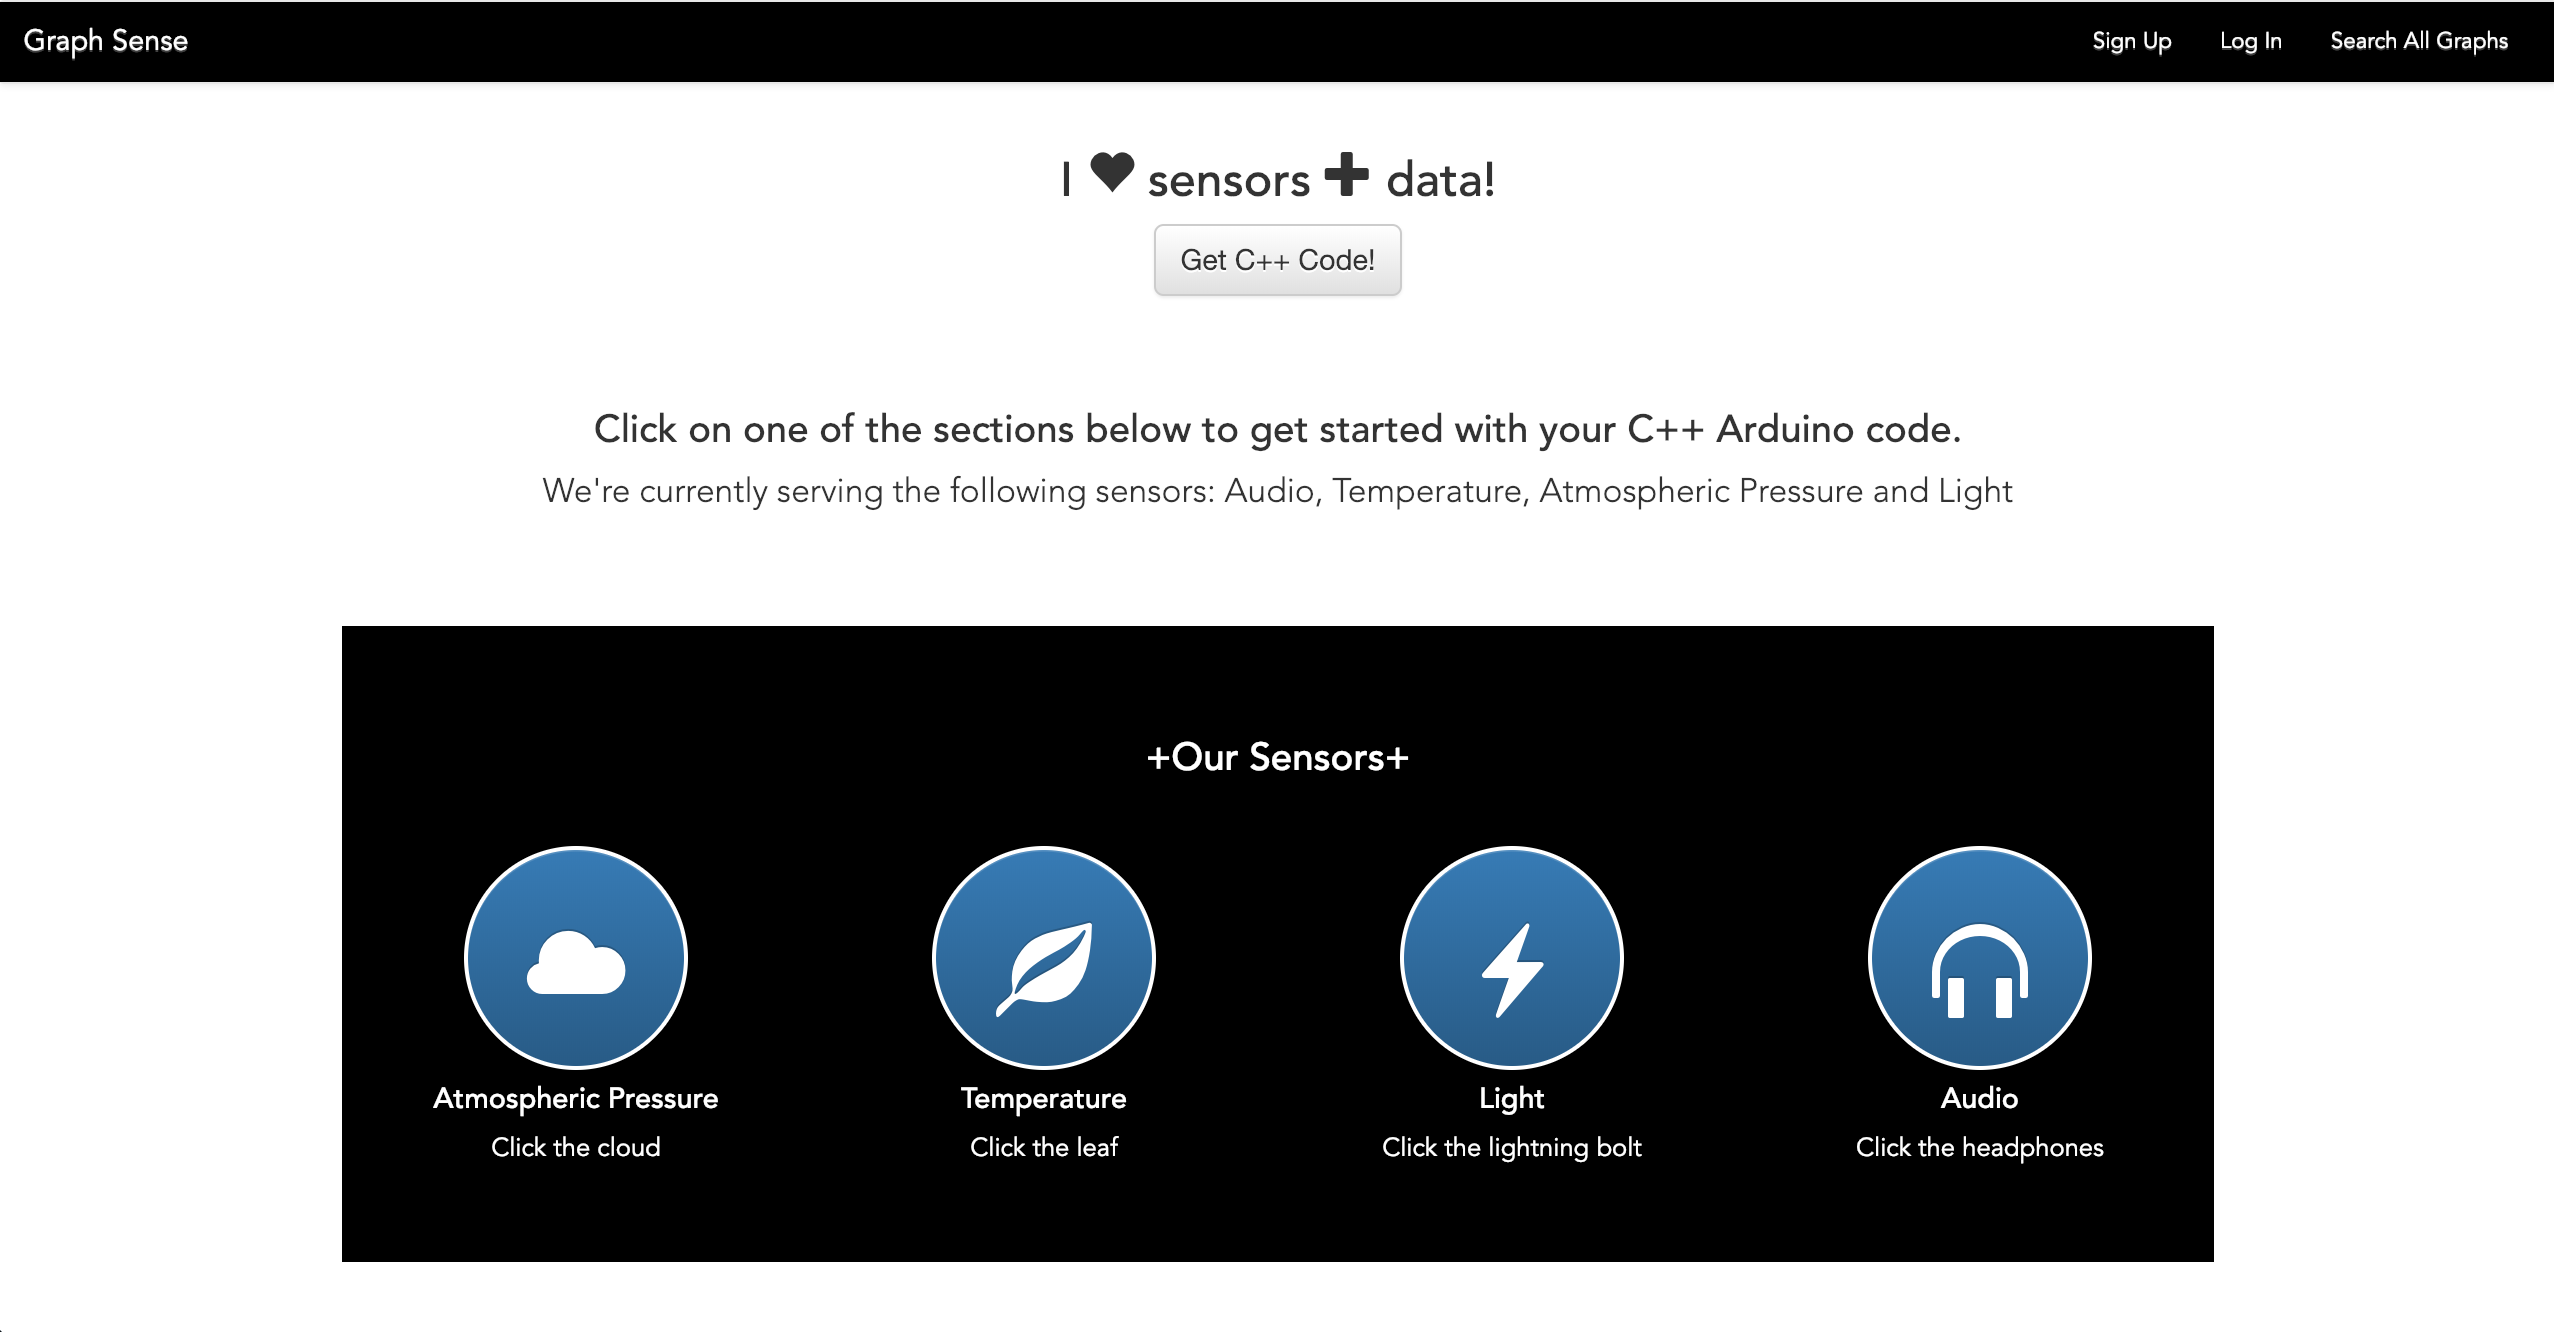 Graph Sense
Sign Up
Log In
Search All Graphs
I ♥ sensors ✚ data!
Get C++ Code!
Click on one of the sections below to get started with your C++ Arduino code.
We're currently serving the following sensors: Audio, Temperature, Atmospheric Pressure and Light
+Our Sensors+
Atmospheric Pressure
Click the cloud
Temperature
Click the leaf
Light
Click the lightning bolt
Audio
Click the headphones